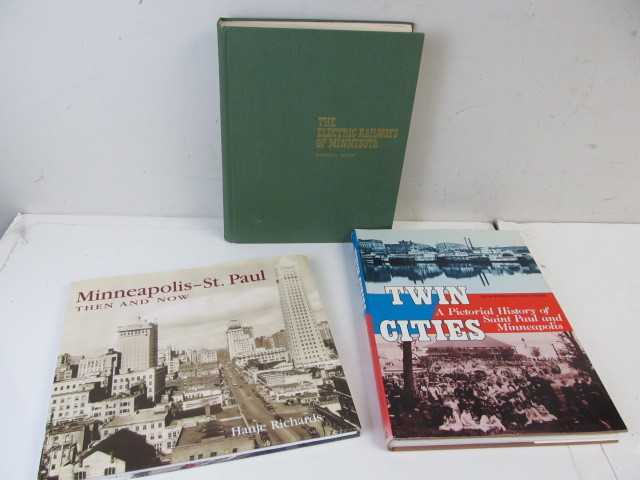 THE
ELECTRIC RAILWAYS
OF MINNESOTA
Minneapolis-St. Paul
THEN AND NOW
Hanje Richards
TWIN
CITIES
A Pictorial History of
Saint Paul and
Minneapolis